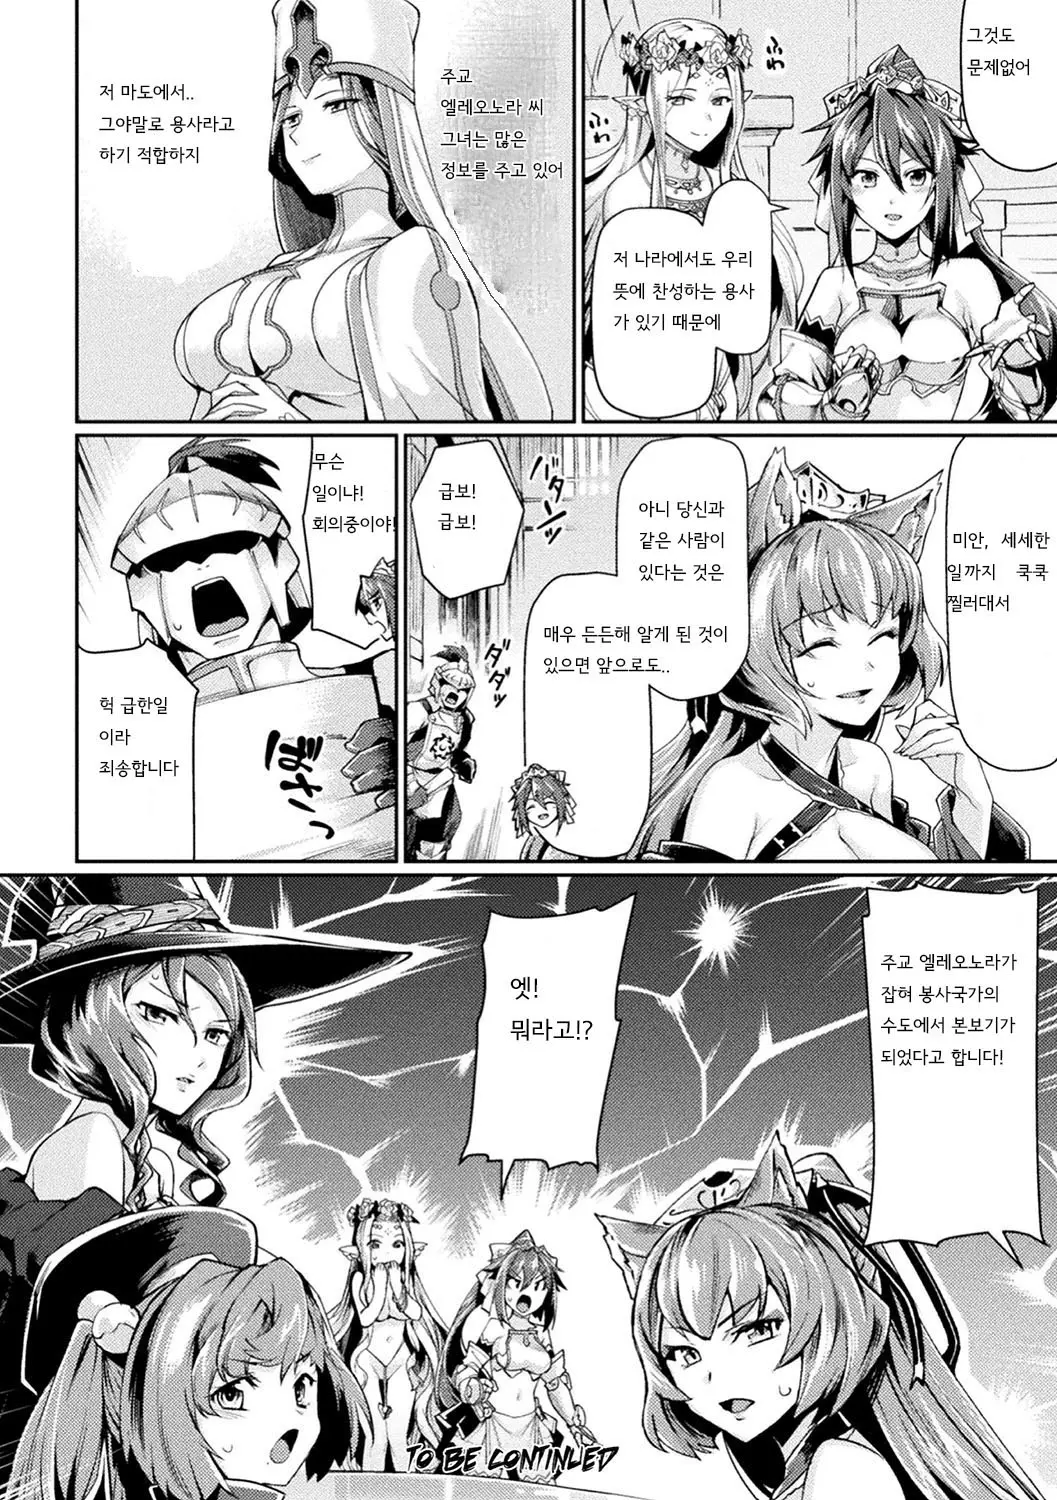 그것도
문제없어
ふわ
ふわ
저 나라에서도 우리
뜻에 찬성하는 용사
가 있기 때문에
주교
엘레오노라 씨
그녀는 많은
정보를 주고 있어
저 마도에서..
그야말로 용사라고
하기 적합하지
미안, 세세한
일까지 쿡쿡
찔러대서
아니 당신과
같은 사람이
있다는 것은
매우 든든해 알게 된 것이
있으면 앞으로도..
バターンッ
급보!
급보!
ダダッ
무슨
일이냐!
회의중이야!
헉 급한일
이라
죄송합니다
ばさっ
주교 엘레오노라가
잡혀 봉사국가의
수도에서 본보기가
되었다고 합니다!
엣!
뭐라고!?
TO BE CONTINUED